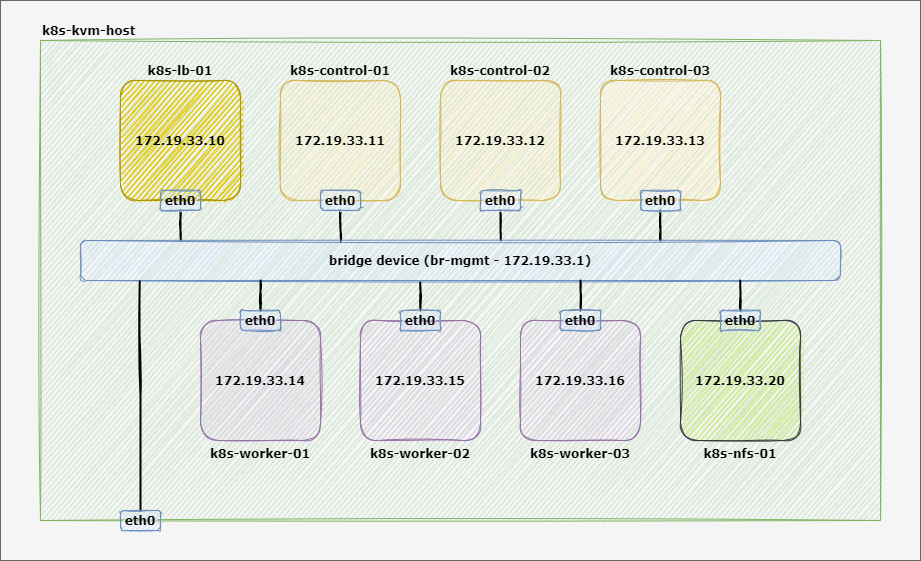 k8s-kvm-host
k8s-lb-01
k8s-control-01
k8s-control-02
k8s-control-03
172.19.33.10
172.19.33.11
172.19.33.12
172.19.33.13
eth0
eth0
eth0
eth0
bridge device (br-mgmt - 172.19.33.1)
eth0
eth0
eth0
eth0
172.19.33.14
172.19.33.15
172.19.33.16
172.19.33.20
k8s-worker-01
k8s-worker-02
k8s-worker-03
k8s-nfs-01
eth0